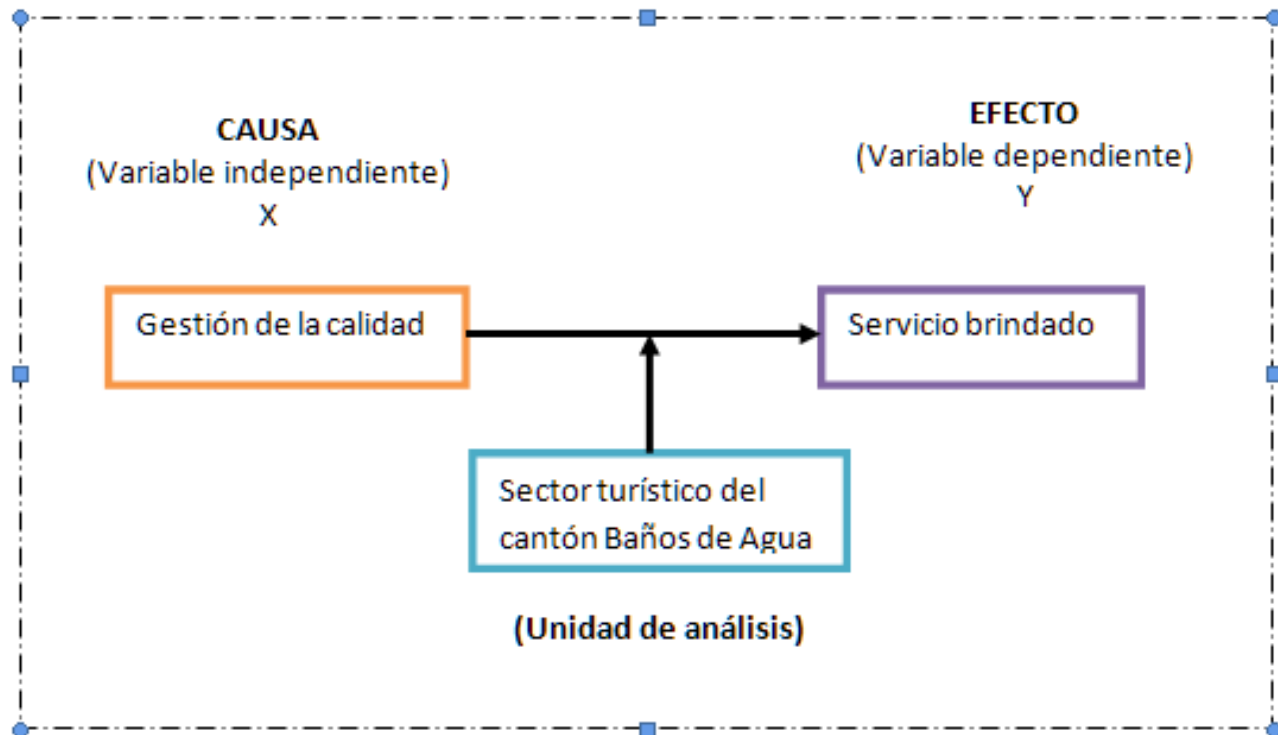 CAUSA
(Variable independiente)
X
EFECTO
(Variable dependiente)
Y
Gestión de la calidad
Servicio brindado
Sector turístico del
cantón Baños de Agua
(Unidad de análisis)